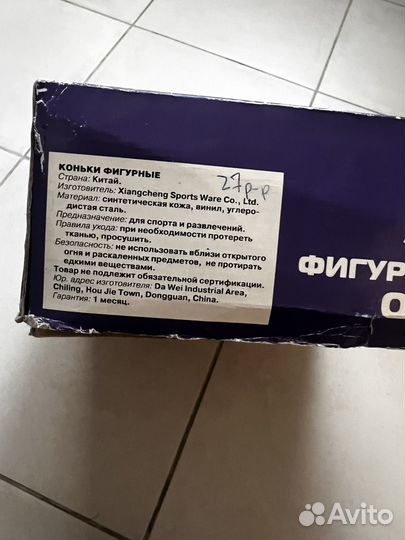 КОНЬКИ ФИГУРНЫЕ
Страна: Китай.
Изготовитель: Xiangcheng Sports Ware Co., Ltd.
Материал: синтетическая кожа, винил, углеро-
дистая сталь.
Предназначение: для спорта и развлечений.
Правила ухода: при необходимости протереть
тканью, просушить.
Безопасность: не использовать вблизи открытого
огня и раскаленных предметов, не протирать
едкими веществами.
Товар не подлежит обязательной сертификации.
Юр. адрес изготовителя: Da Wei Industrial Area,
Chiling, Hou Jie Town, Dongguan, China.
Гарантия: 1 месяц.
27 р-р
ФИГУР
Avito